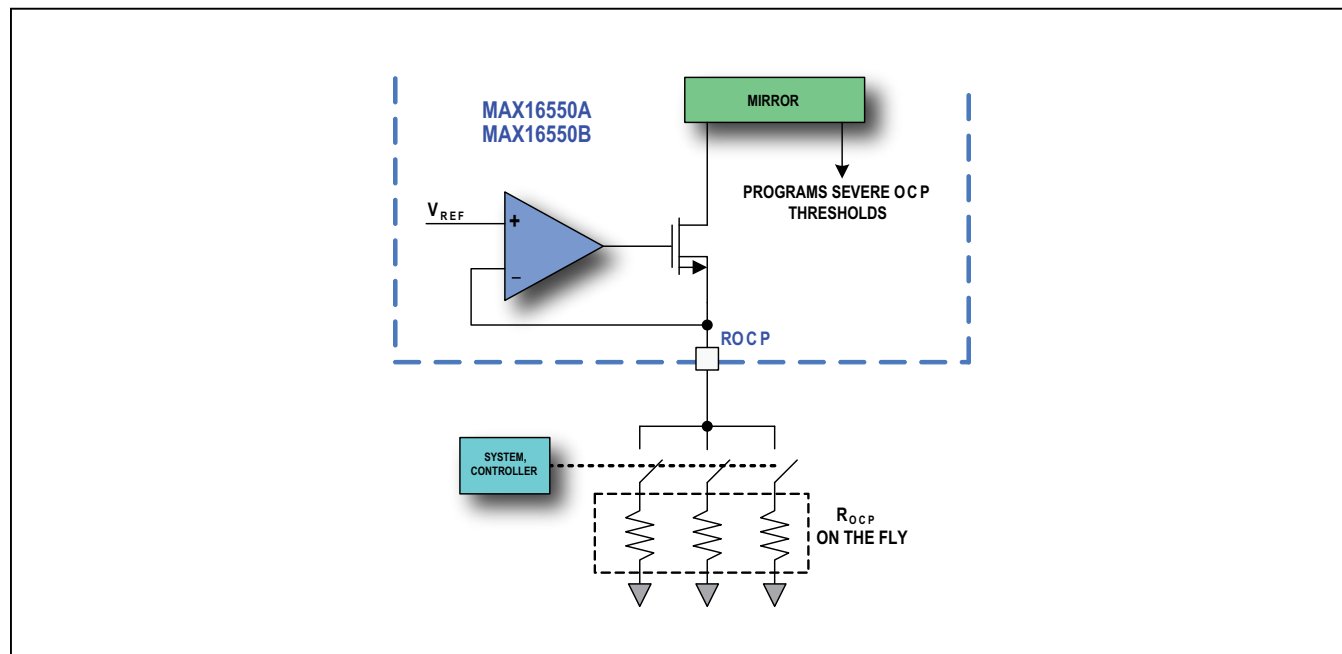 MAX16550A
MAX16550B
MIRROR
PROGRAMS SEVERE OCP
THRESHOLDS
VREF
+
–
ROCP
SYSTEM,
CONTROLLER
ROCP
ON THE FLY